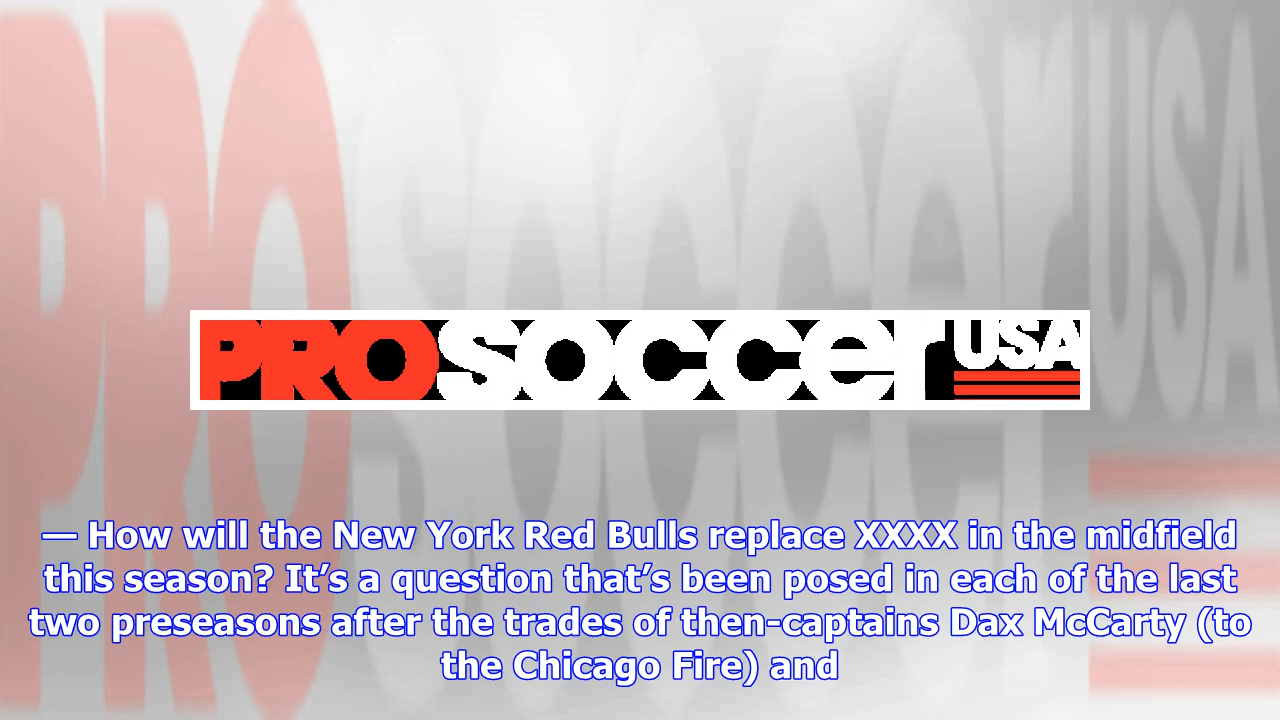 PROsoccerUSA
PROsoccer USA
— How will the New York Red Bulls replace XXXX in the midfield
this season? It’s a question that’s been posed in each of the last
two preseasons after the trades of then-captains Dax McCarty (to
the Chicago Fire) and